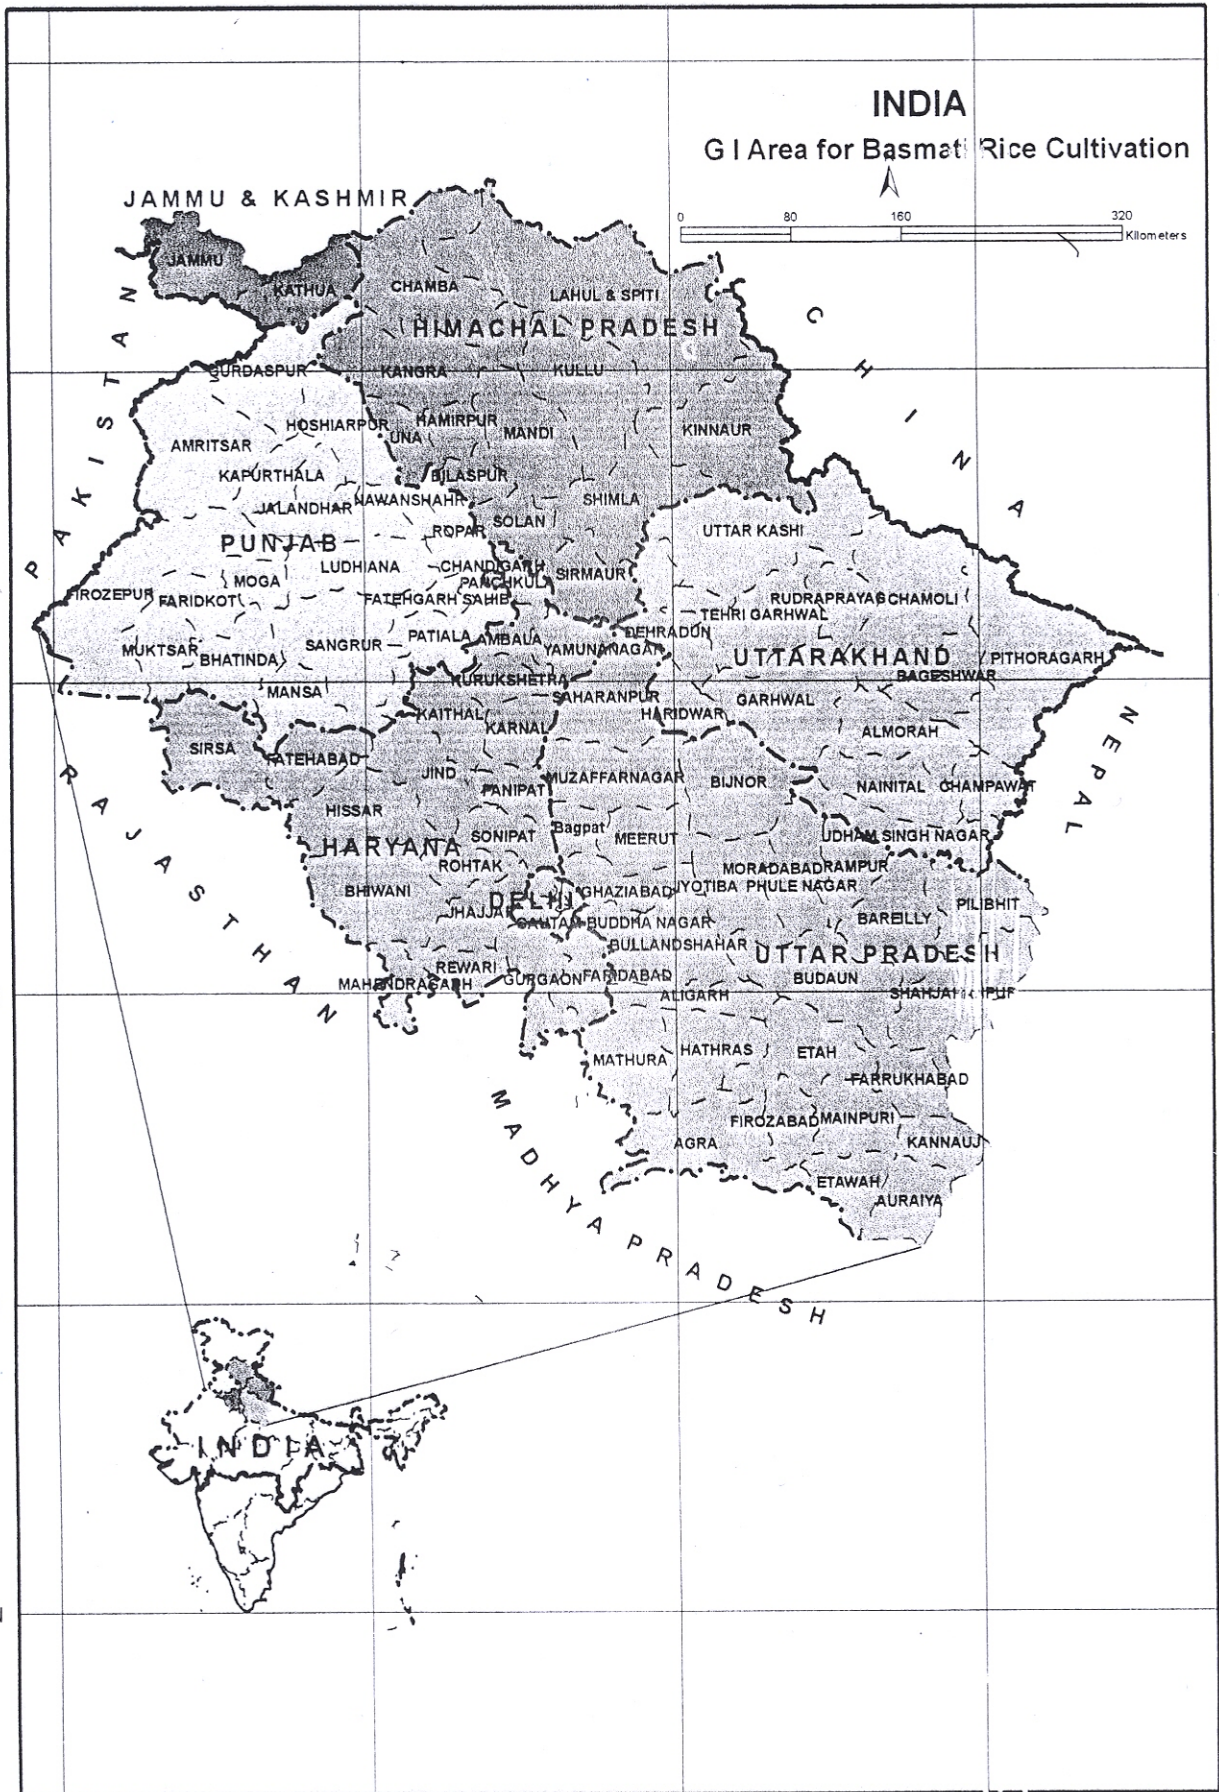 INDIA
G I Area for Basmati Rice Cultivation
0 80 160 320
Kilometers
JAMMU & KASHMIR
JAMMU
KATHUA
CHAMBA
LAHUL & SPITI
HIMACHAL PRADESH
PAKISTAN
CHINA
GURDASPUR
KANGRA
KULLU
HOSHIARPUR
HAMIRPUR
UNA
MANDI
KINNAUR
AMRITSAR
KAPURTHALA
BILASPUR
JALANDHAR
NAWANSHAHR
SHIMLA
SOLAN
ROPAR
UTTAR KASHI
PUNJAB
LUDHIANA
CHANDIGARH
PANCHKULA
SIRMAUR
MOGA
FIROZEPUR
FARIDKOT
FATEHGARH SAHIB
RUDRAPRAYAG
CHAMOLI
TEHRI GARHWAL
DEHRADUN
PATIALA
AMBALA
YAMUNANAGAR
MUKTSAR
BHATINDA
SANGRUR
UTTARAKHAND
PITHORAGARH
BAGESHWAR
KURUKSHETRA
MANSA
SAHARANPUR
GARHWAL
HARIDWAR
KAITHAL
KARNAL
ALMORAH
NEPAL
SIRSA
FATEHABAD
JIND
PANIPAT
MUZAFFARNAGAR
BIJNOR
NAINITAL
CHAMPAWAT
HISSAR
RAJASTHAN
Bagpat
SONIPAT
MEERUT
UDHAM SINGH NAGAR
HARYANA
ROHTAK
MORADABAD
RAMPUR
BHIWANI
DELHI
GHAZIABAD
JYOTIBA PHULE NAGAR
JHAJJAR
GAUTAM BUDDHA NAGAR
BAREILLY
PILIBHIT
BULLANDSHAHAR
UTTAR PRADESH
REWARI
MAHENDRAGARH
GURGAON
FARIDABAD
BUDAUN
ALIGARH
MATHURA
HATHRAS
ETAH
FARRUKHABAD
FIROZABAD
MAINPURI
AGRA
KANNAUJ
ETAWAH
AURAIYA
MADHYA PRADESH
INDIA